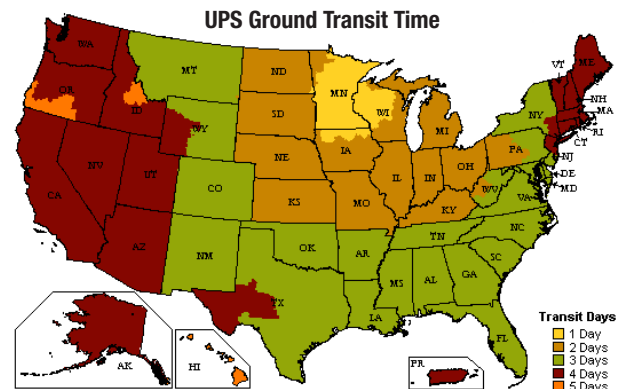 UPS Ground Transit Time
WA
OR
ID
MT
WY
NV
CA
UT
AZ
CO
NM
ND
SD
NE
KS
OK
TX
MN
IA
MO
AR
LA
WI
IL
MI
IN
OH
KY
TN
MS
AL
GA
FL
SC
NC
VA
WV
PA
NY
VT
ME
NH
MA
RI
CT
NJ
DE
MD
AK
HI
PR
Transit Days
1 Day
2 Days
3 Days
4 Days
5 Days